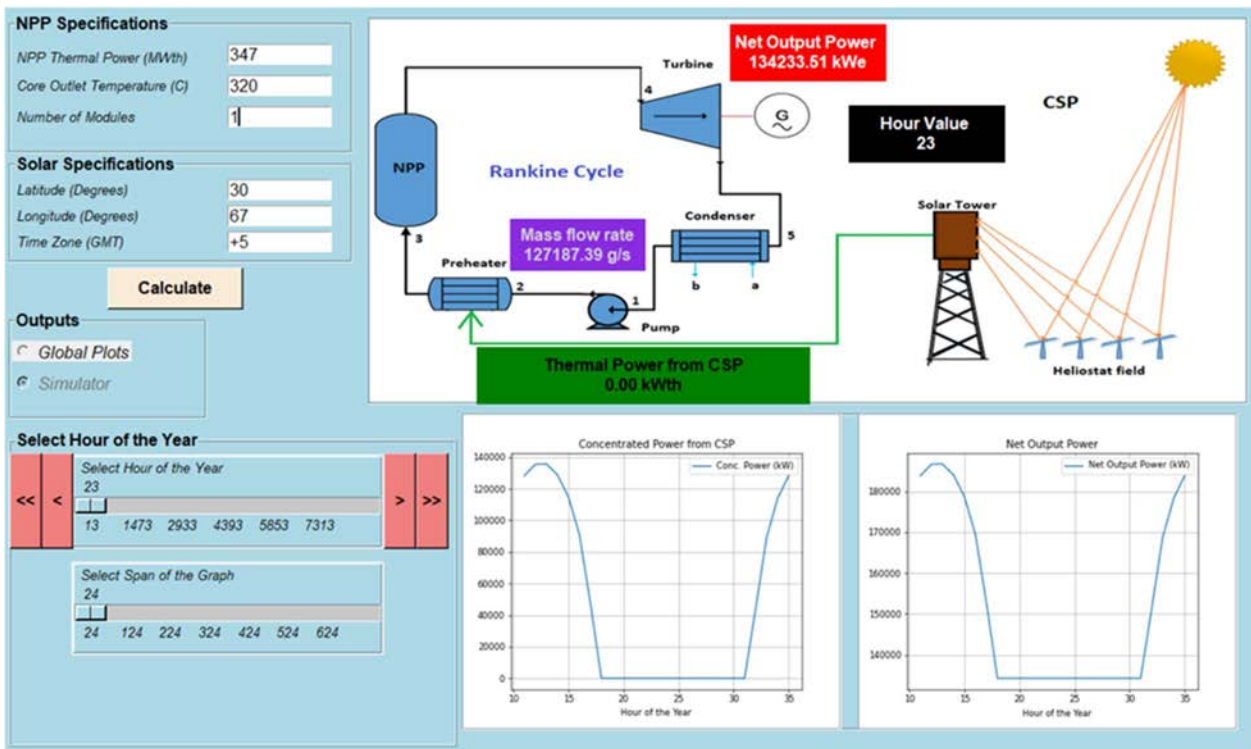 NPP Specifications
NPP Thermal Power (MWth) 347
Core Outlet Temperature (C) 320
Number of Modules 1
Solar Specifications
Latitude (Degrees) 30
Longitude (Degrees) 67
Time Zone (GMT) +5
Calculate
Outputs
Global Plots
Simulator
Net Output Power
134233.51 kWe
Turbine
4
G
CSP
Hour Value
23
NPP
Rankine Cycle
Solar Tower
Condenser
3
Mass flow rate
127187.39 g/s
5
Preheater
2
b a
1
Pump
Thermal Power from CSP
0.00 kWth
Heliostat field
Select Hour of the Year
<< <
Select Hour of the Year
23
13 1473 2933 4393 5853 7313
> >>
Select Span of the Graph
24
24 124 224 324 424 524 624
Concentrated Power from CSP
Conc. Power (kW)
140000
120000
100000
80000
60000
40000
20000
0
10 15 20 25 30 35
Hour of the Year
Net Output Power
Net Output Power (kW)
180000
170000
160000
150000
140000
10 15 20 25 30 35
Hour of the Year